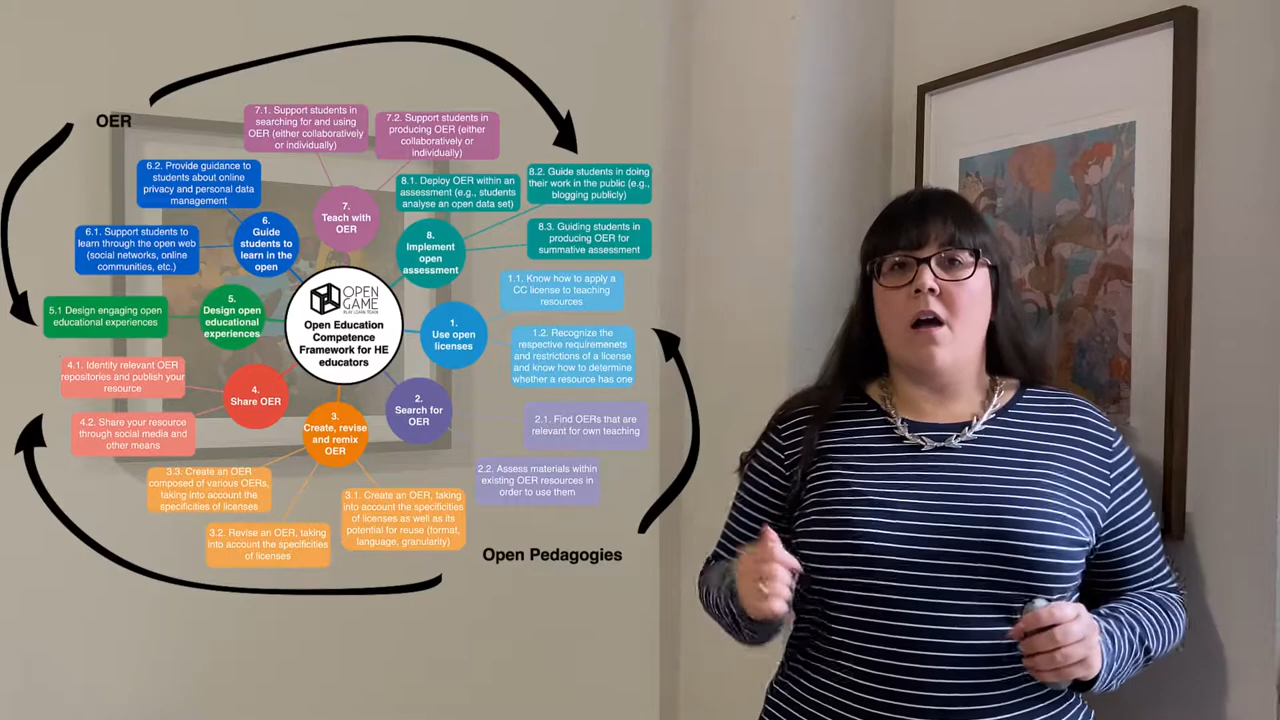 OER
7.1. Support students in
searching for and using
OER (either collaboratively
or individually)
7.2. Support students in
producing OER (either
collaboratively or
individually)
6.2. Provide guidance to
students about online
privacy and personal data
management
8.1. Deploy OER within an
assessment (e.g., students
analyse an open data set)
8.2. Guide students in doing
their work in the public (e.g.,
blogging publicly)
7.
Teach with
OER
6.
Guide
students to
learn in the
open
8.
Implement
open
assessment
6.1. Support students to
learn through the open web
(social networks, online
communities, etc.)
8.3. Guiding students in
producing OER for
summative assessment
5.1 Design engaging open
educational experiences
5.
Design open
educational
experiences
OPEN
GAME
PLAY LEARN TEACH
Open Education
Competence
Framework for HE
educators
1.
Use open
licenses
1.1. Know how to apply a
CC license to teaching
resources
1.2. Recognize the
respective requiremenets
and restrictions of a license
and know how to determine
whether a resource has one
4.1. Identify relevant OER
repositories and publish your
resource
4.
Share OER
4.2. Share your resource
through social media and
other means
3.
Create, revise
and remix
OER
2.
Search for
OER
2.1. Find OERs that are
relevant for own teaching
2.2. Assess materials within
existing OER resources in
order to use them
3.3. Create an OER
composed of various OERs,
taking into account the
specificities of licenses
3.2. Revise an OER, taking
into account the specificities
of licenses
3.1. Create an OER, taking
into account the specificities
of licenses as well as its
potential for reuse (format,
language, granularity)
Open Pedagogies